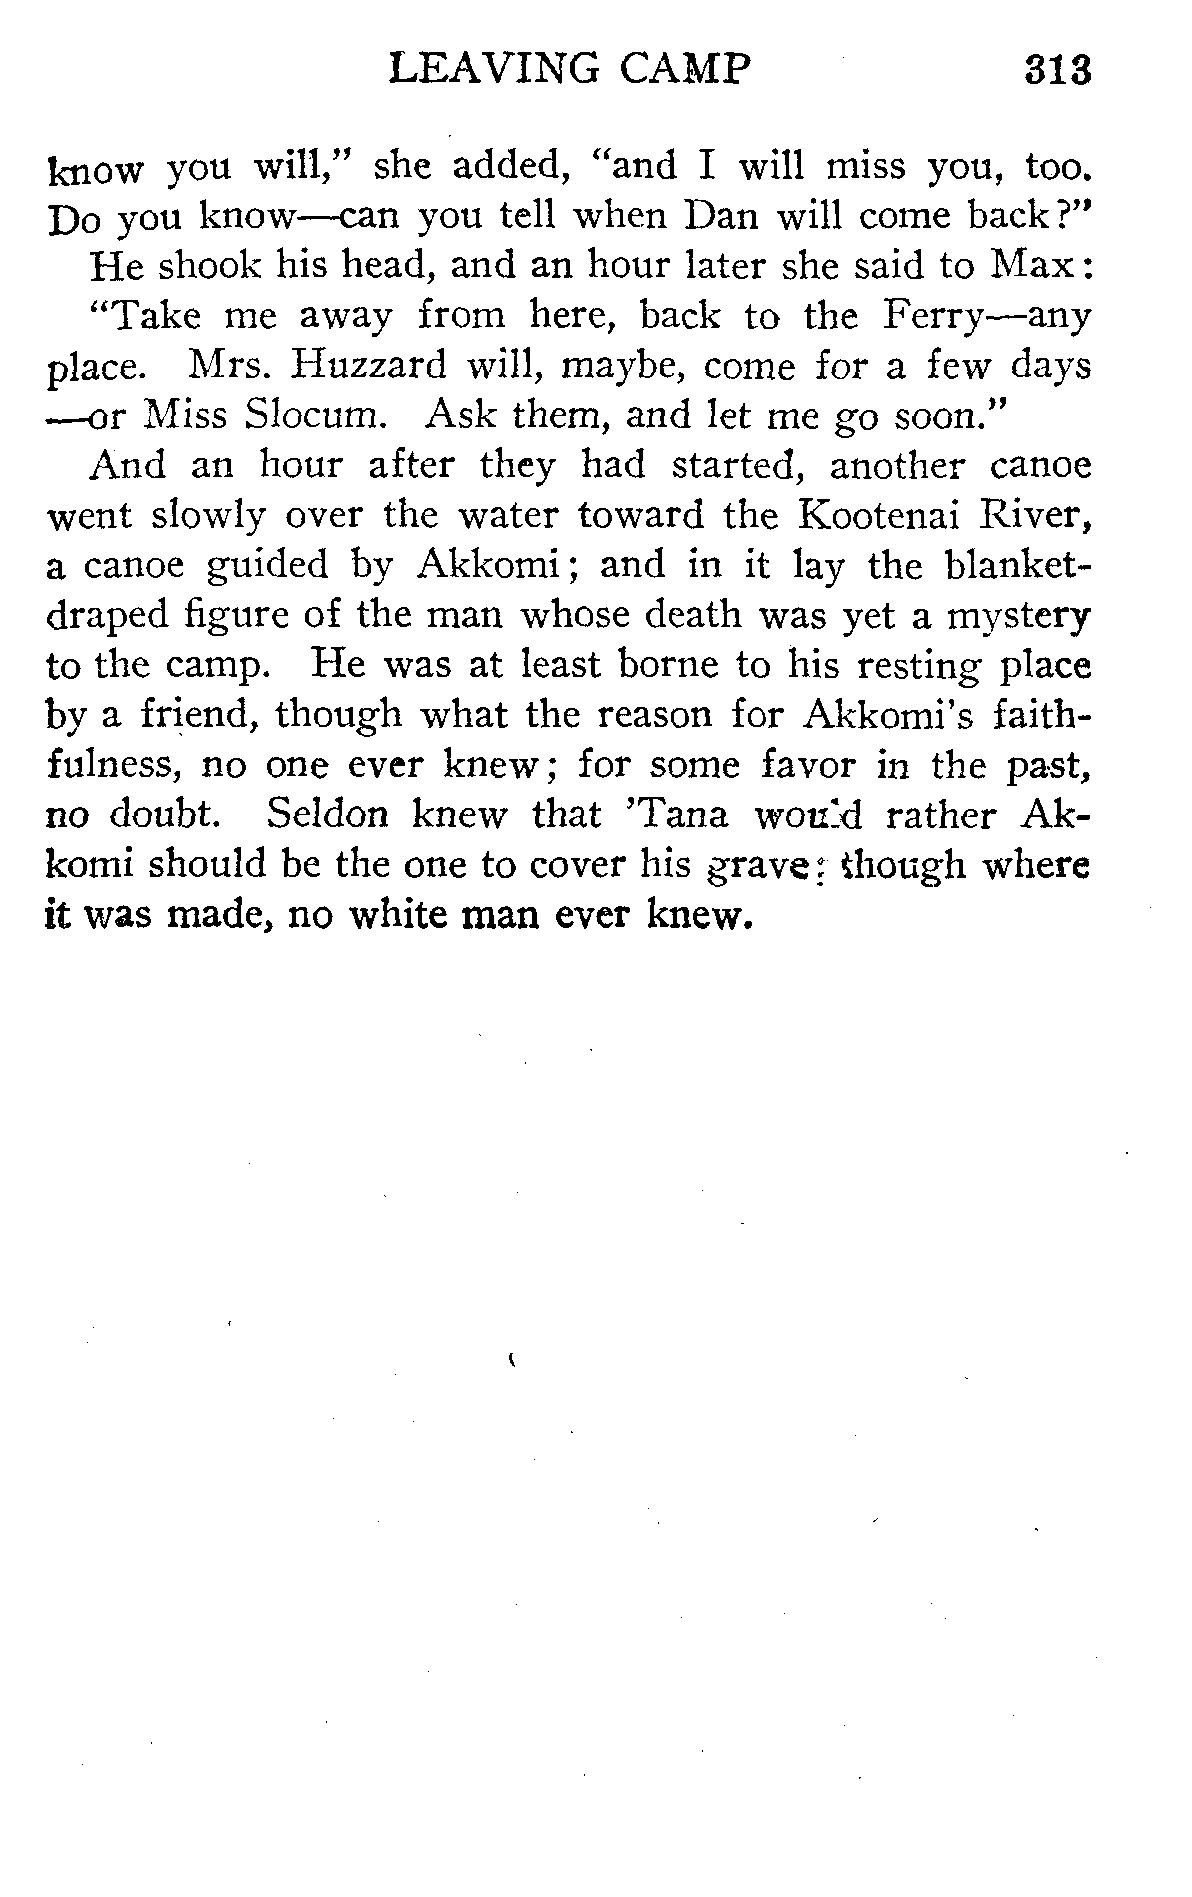 LEAVING CAMP 313
know you will,” she added, “and I will miss you, too.
Do you know—can you tell when Dan will come back?”
He shook his head, and an hour later she said to Max:
“Take me away from here, back to the Ferry—any
place. Mrs. Huzzard will, maybe, come for a few days
—or Miss Slocum. Ask them, and let me go soon.”
And an hour after they had started, another canoe
went slowly over the water toward the Kootenai River,
a canoe guided by Akkomi; and in it lay the blanket-
draped figure of the man whose death was yet a mystery
to the camp. He was at least borne to his resting place
by a friend, though what the reason for Akkomi’s faith-
fulness, no one ever knew; for some favor in the past,
no doubt. Seldon knew that ’Tana would rather Ak-
komi should be the one to cover his grave; though where
it was made, no white man ever knew.